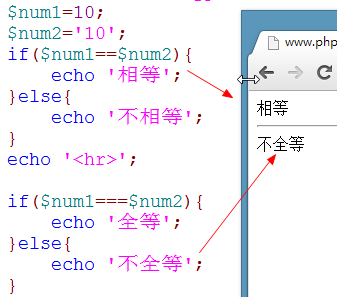 $num1=10;
$num2='10';
if($num1==$num2){
echo '相等';
}else{
echo '不相等';
}
echo '<hr>';
if($num1===$num2){
echo '全等';
}else{
echo '不全等';
}
www.php
相等
不全等